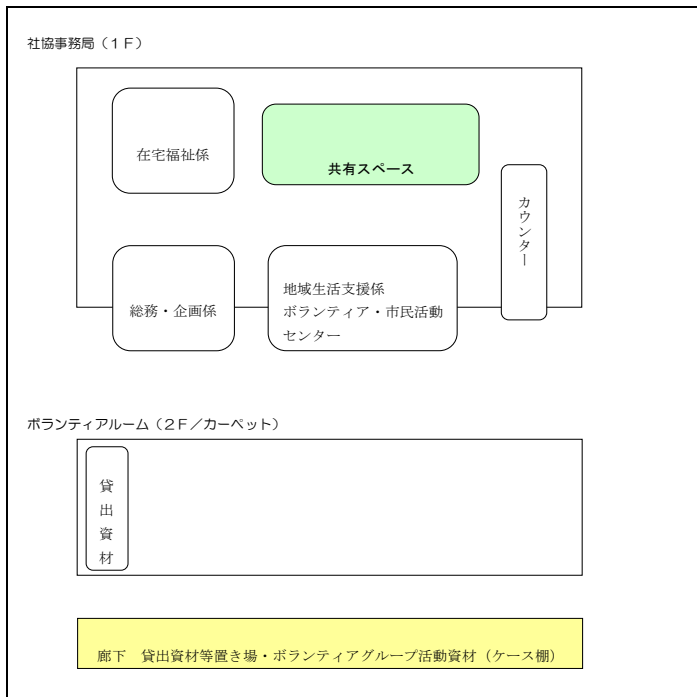 社協事務局（１Ｆ）
在宅福祉係
共有スペース
カウンター
総務・企画係
地域生活支援係
ボランティア・市民活動
センター
ボランティアルーム（２Ｆ／カーペット）
貸出資材
廊下　貸出資材等置き場・ボランティアグループ活動資材（ケース棚）